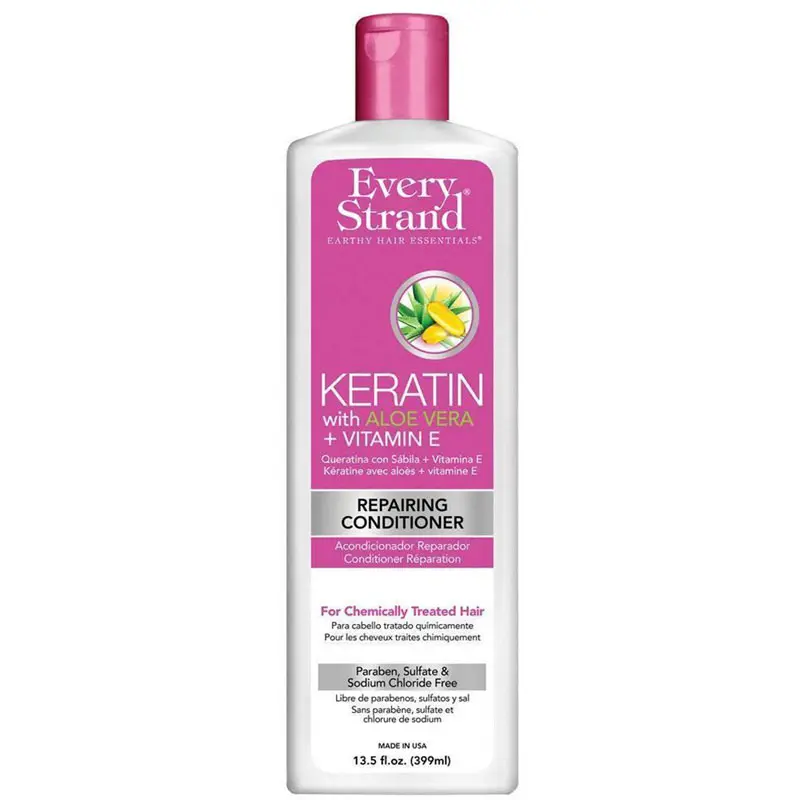 Every
Strand®
EARTHY HAIR ESSENTIALS®
KERATIN
with ALOE VERA
+ VITAMIN E
Queratina con Sábila + Vitamina E
Kératine avec aloès + vitamine E
REPAIRING
CONDITIONER
Acondicionador Reparador
Conditioner Réparation
For Chemically Treated Hair
Para cabello tratado químicamente
Pour les cheveux traites chimiquement
Paraben, Sulfate &
Sodium Chloride Free
Libre de parabenos, sulfatos y sal
Sans parabène, sulfate et
chlorure de sodium
MADE IN USA
13.5 fl.oz. (399ml)